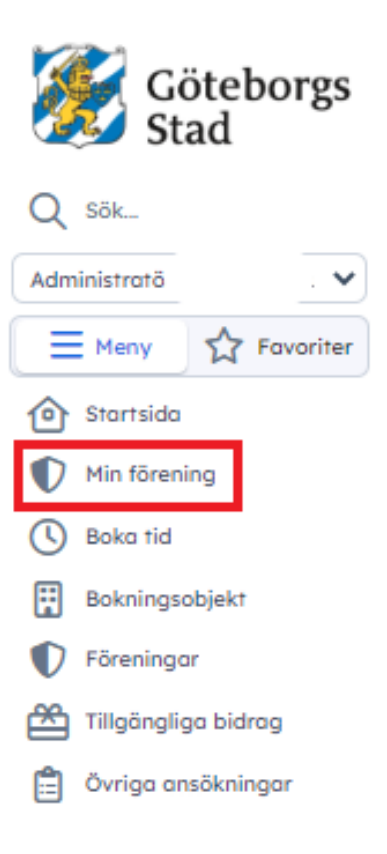 Göteborgs
Stad
Sök...
Administratö
Meny Favoriter
Startsida
Min förening
Boka tid
Bokningsobjekt
Föreningar
Tillgängliga bidrag
Övriga ansökningar